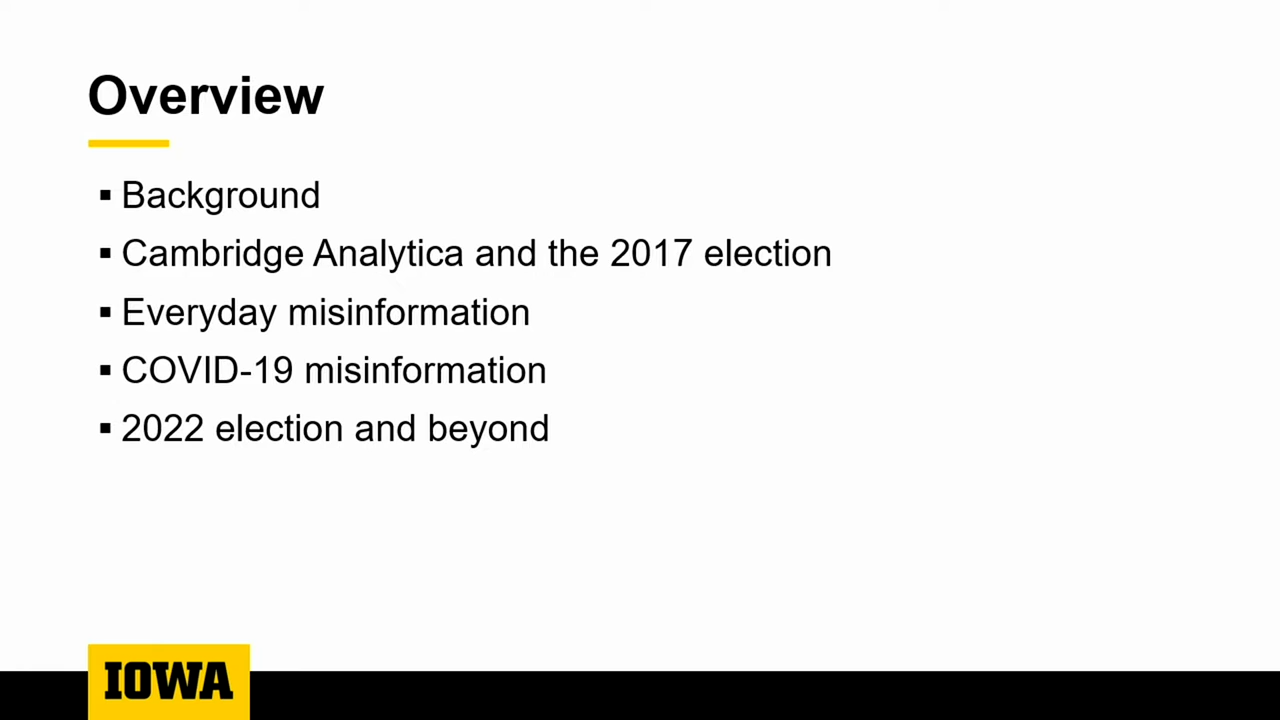 Overview
▪ Background
▪ Cambridge Analytica and the 2017 election
▪ Everyday misinformation
▪ COVID-19 misinformation
▪ 2022 election and beyond
IOWA